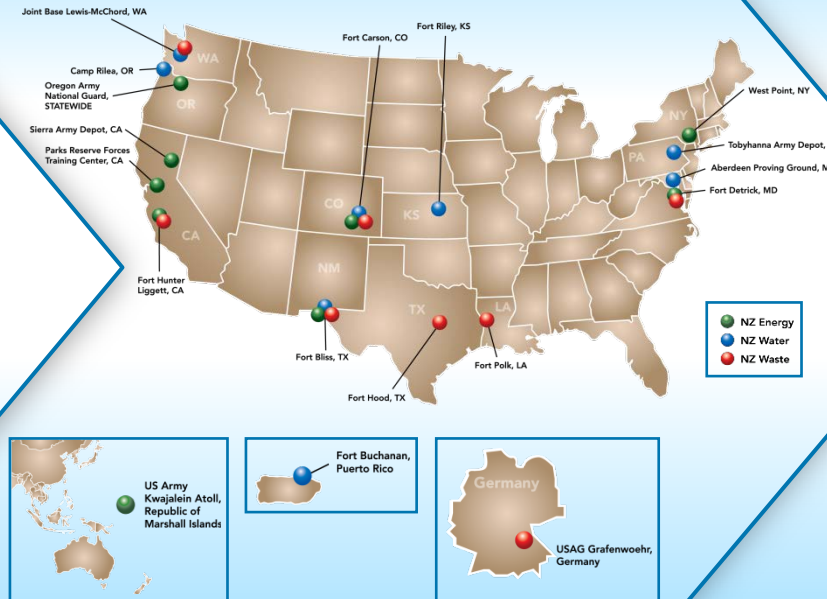 Joint Base Lewis-McChord, WA
Fort Riley, KS
Fort Carson, CO
WA
Camp Rilea, OR
Oregon Army
National Guard,
STATEWIDE
OR
West Point, NY
NY
Sierra Army Depot, CA
Tobyhanna Army Depot,
PA
Parks Reserve Forces
Training Center, CA
Aberdeen Proving Ground, M
Fort Detrick, MD
CO
KS
CA
NM
Fort Hunter
Liggett, CA
TX
LA
NZ Energy
NZ Water
NZ Waste
Fort Bliss, TX
Fort Polk, LA
Fort Hood, TX
US Army
Kwajalein Atoll,
Republic of
Marshall Islands
Fort Buchanan,
Puerto Rico
Germany
USAG Grafenwoehr,
Germany